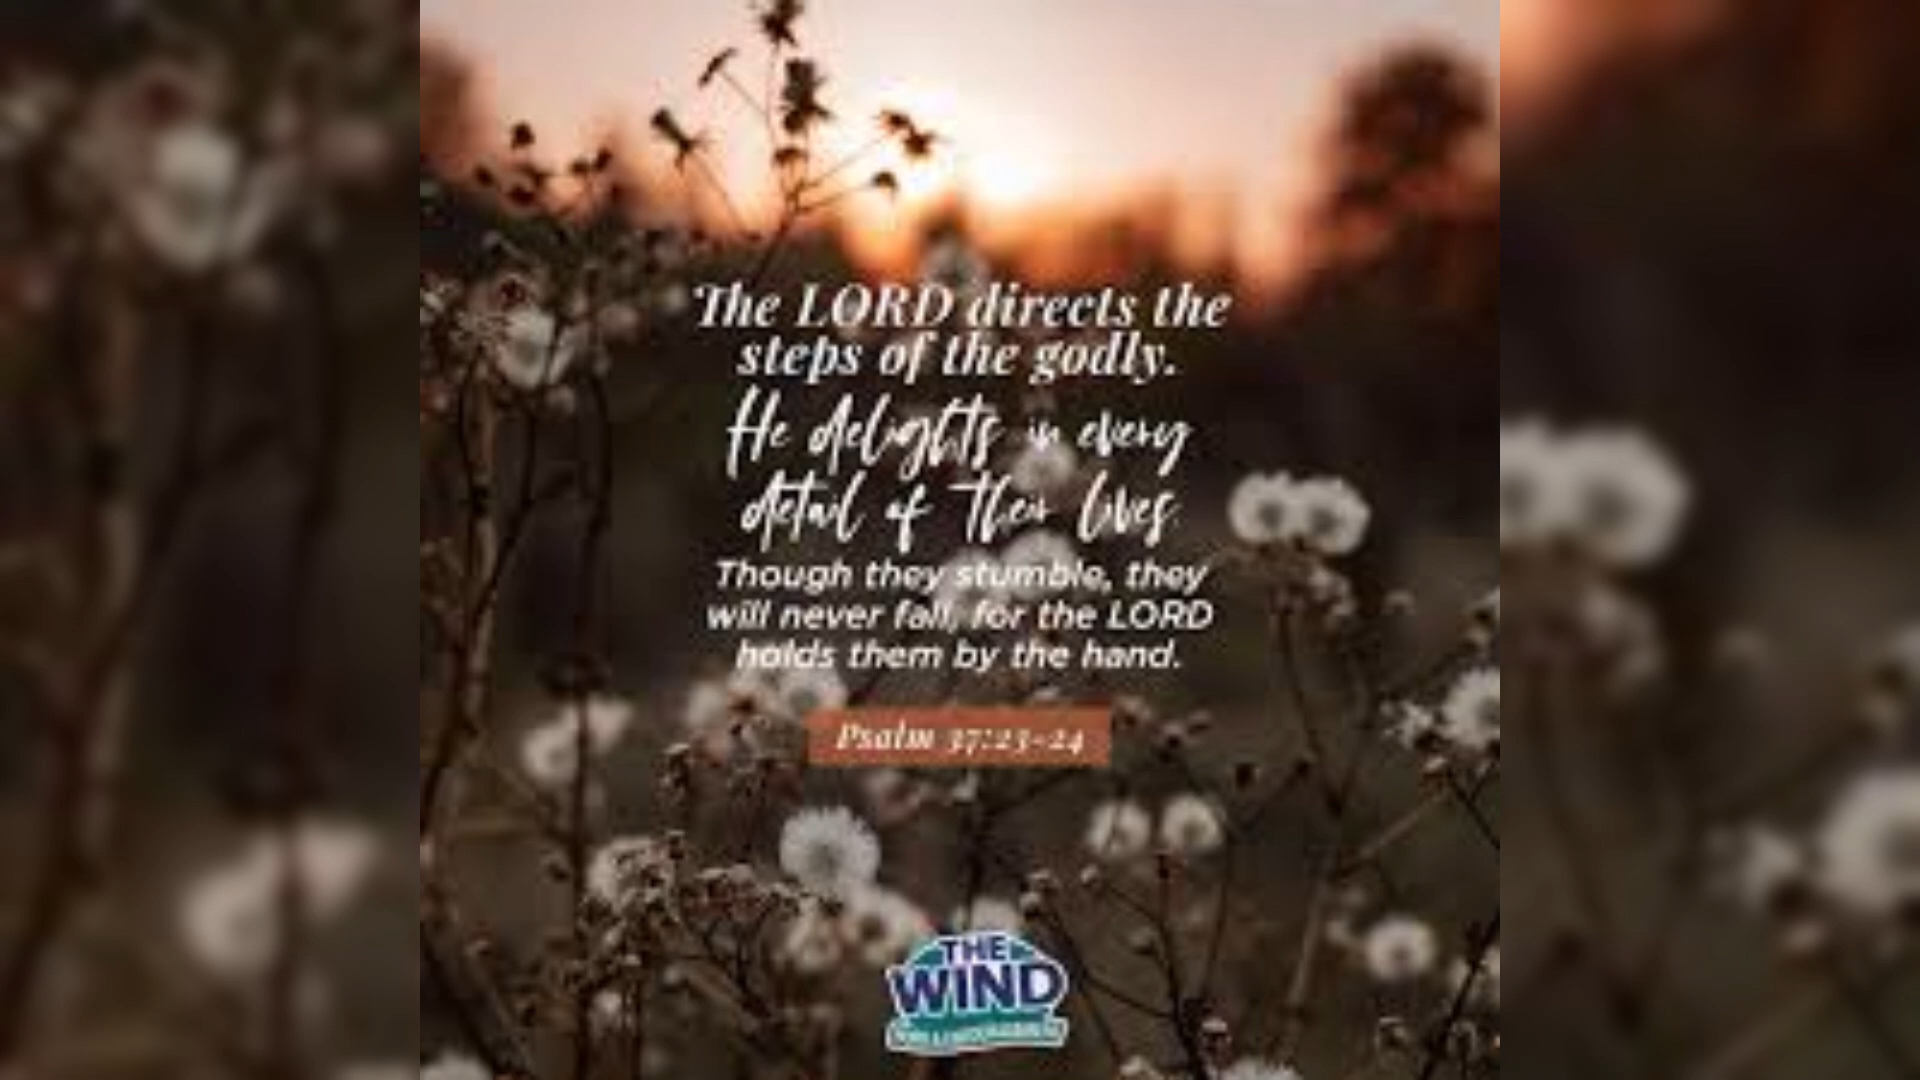 The LORD directs the
steps of the godly.
He delights in every
detail of their lives.
Though they stumble, they
will never fall, for the LORD
holds them by the hand.
Psalm 37:23-24
THE
WIND